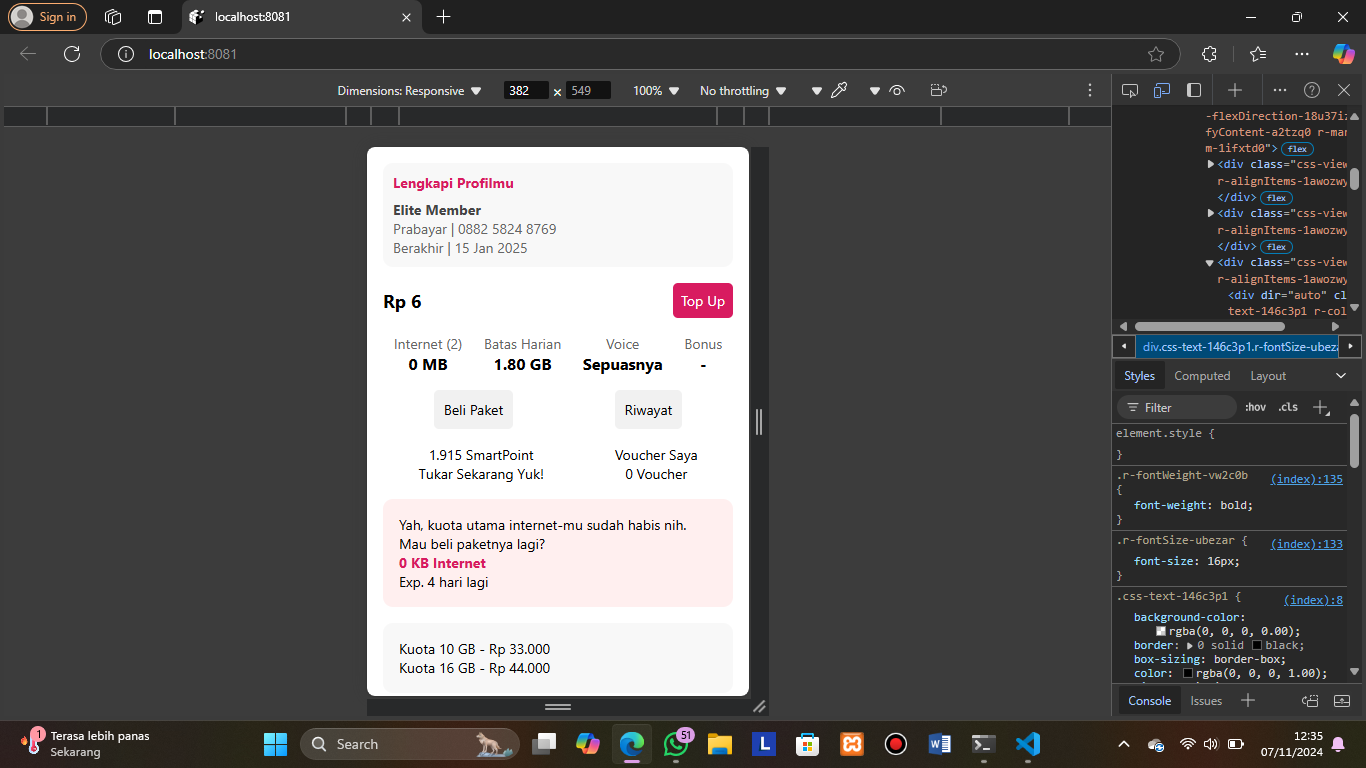 Sign in
localhost:8081
localhost:8081
Dimensions: Responsive 382 × 549 100% No throttling
Lengkapi Profilmu
Elite Member
Prabayar | 0882 5824 8769
Berakhir | 15 Jan 2025
Rp 6
Top Up
Internet (2) Batas Harian Voice Bonus
0 MB 1.80 GB Sepuasnya -
Beli Paket Riwayat
1.915 SmartPoint Voucher Saya
Tukar Sekarang Yuk! 0 Voucher
Yah, kuota utama internet-mu sudah habis nih.
Mau beli paketnya lagi?
0 KB Internet
Exp. 4 hari lagi
Kuota 10 GB - Rp 33.000
Kuota 16 GB - Rp 44.000
-flexDirection-18u37iz
fyContent-a2tzq0 r-mar
m-1ifxtd0"> flex
<div class="css-view
r-alignItems-1awozwy
</div> flex
<div class="css-view
r-alignItems-1awozwy
</div> flex
<div class="css-view
r-alignItems-1awozwy
<div dir="auto" cl
text-146c3p1 r-col
div.css-text-146c3p1.r-fontSize-ubeza
Styles Computed Layout
Filter :hov .cls
element.style {
}
.r-fontWeight-vw2c0b (index):135
{
font-weight: bold;
}
.r-fontSize-ubezar { (index):133
font-size: 16px;
}
.css-text-146c3p1 { (index):8
background-color:
rgba(0, 0, 0, 0.00);
border: 0 solid black;
box-sizing: border-box;
color: rgba(0, 0, 0, 1.00);
Console Issues
1
Terasa lebih panas
Sekarang
Search
51
L
12:35
07/11/2024